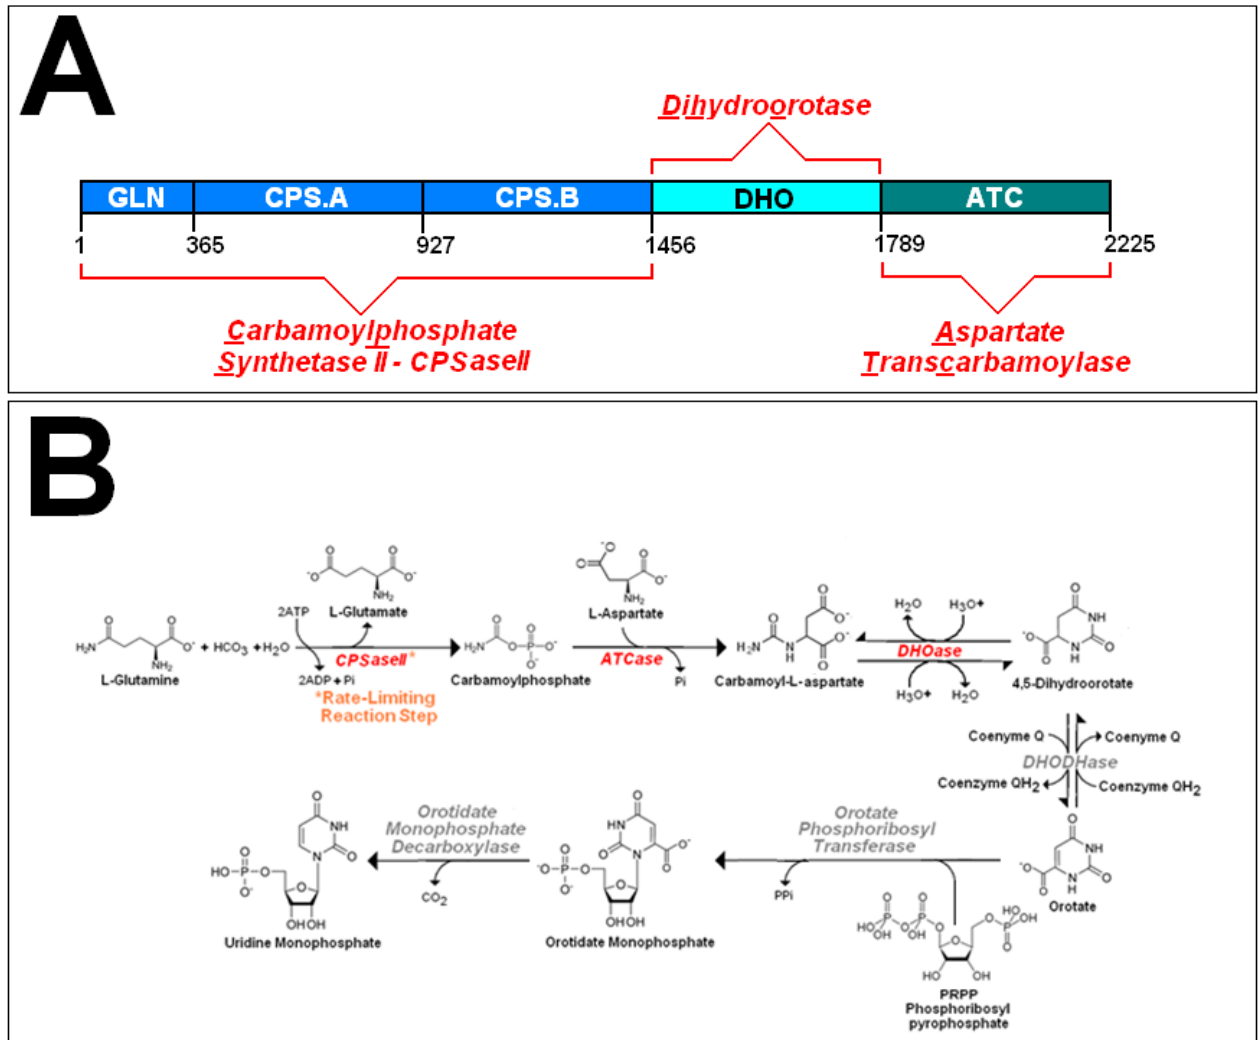 A
Dihydroorotase
GLN CPS.A CPS.B DHO ATC
1 365 927 1456 1789 2225
Carbamoylphosphate
Synthetase II - CPSaseII
Aspartate
Transcarbamoylase
B
2ATP
L-Glutamate
L-Aspartate
H₂O H₃O+
H₂N NH₂ O O⁻ + HCO₃ + H₂O
L-Glutamine
CPSaseII*
2ADP + Pi
*Rate-Limiting
Reaction Step
Carbamoylphosphate
ATCase
Pi
Carbamoyl-L-aspartate
DHOase
H₃O+ H₂O
4,5-Dihydroorotate
Coenyme Q Coenyme Q
DHODHase
Coenzyme QH₂ Coenzyme QH₂
Orotidate
Monophosphate
Decarboxylase
CO₂
Orotate
Phosphoribosyl
Transferase
PPi
Orotate
Uridine Monophosphate
Orotidate Monophosphate
PRPP
Phosphoribosyl
pyrophosphate